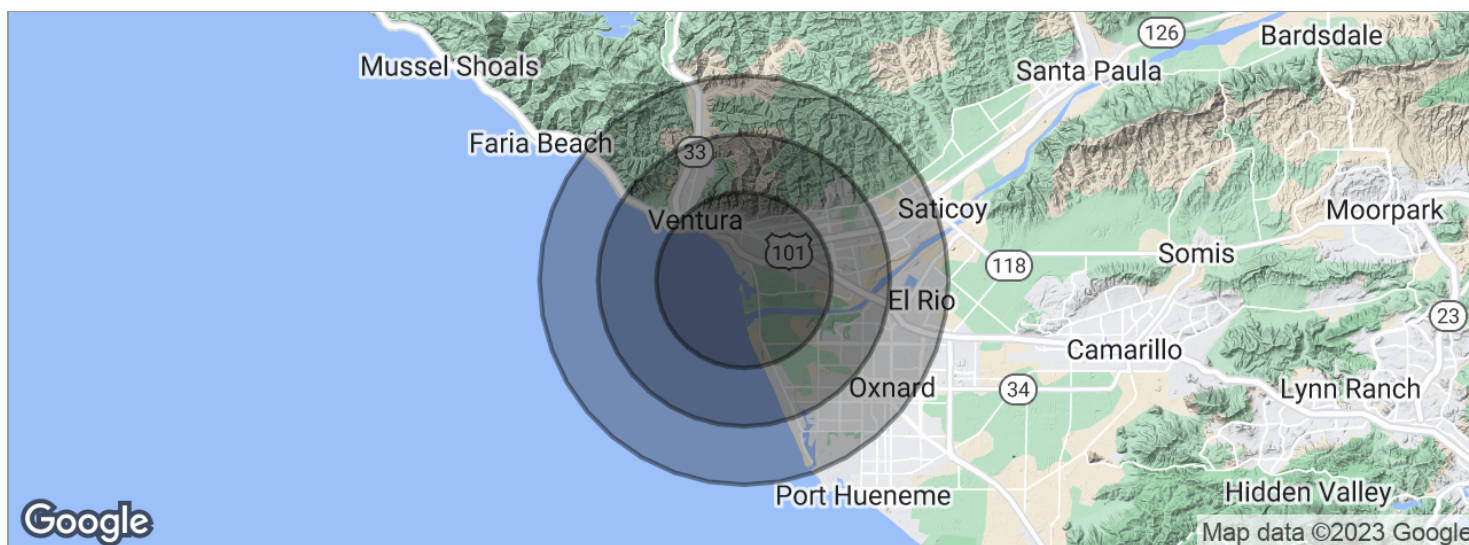 126
Bardsdale
Mussel Shoals
Santa Paula
Faria Beach
33
Saticoy
Moorpark
Ventura
101
118
Somis
El Rio
23
Camarillo
Oxnard
34
Lynn Ranch
Port Hueneme
Hidden Valley
Google
Map data ©2023 Google